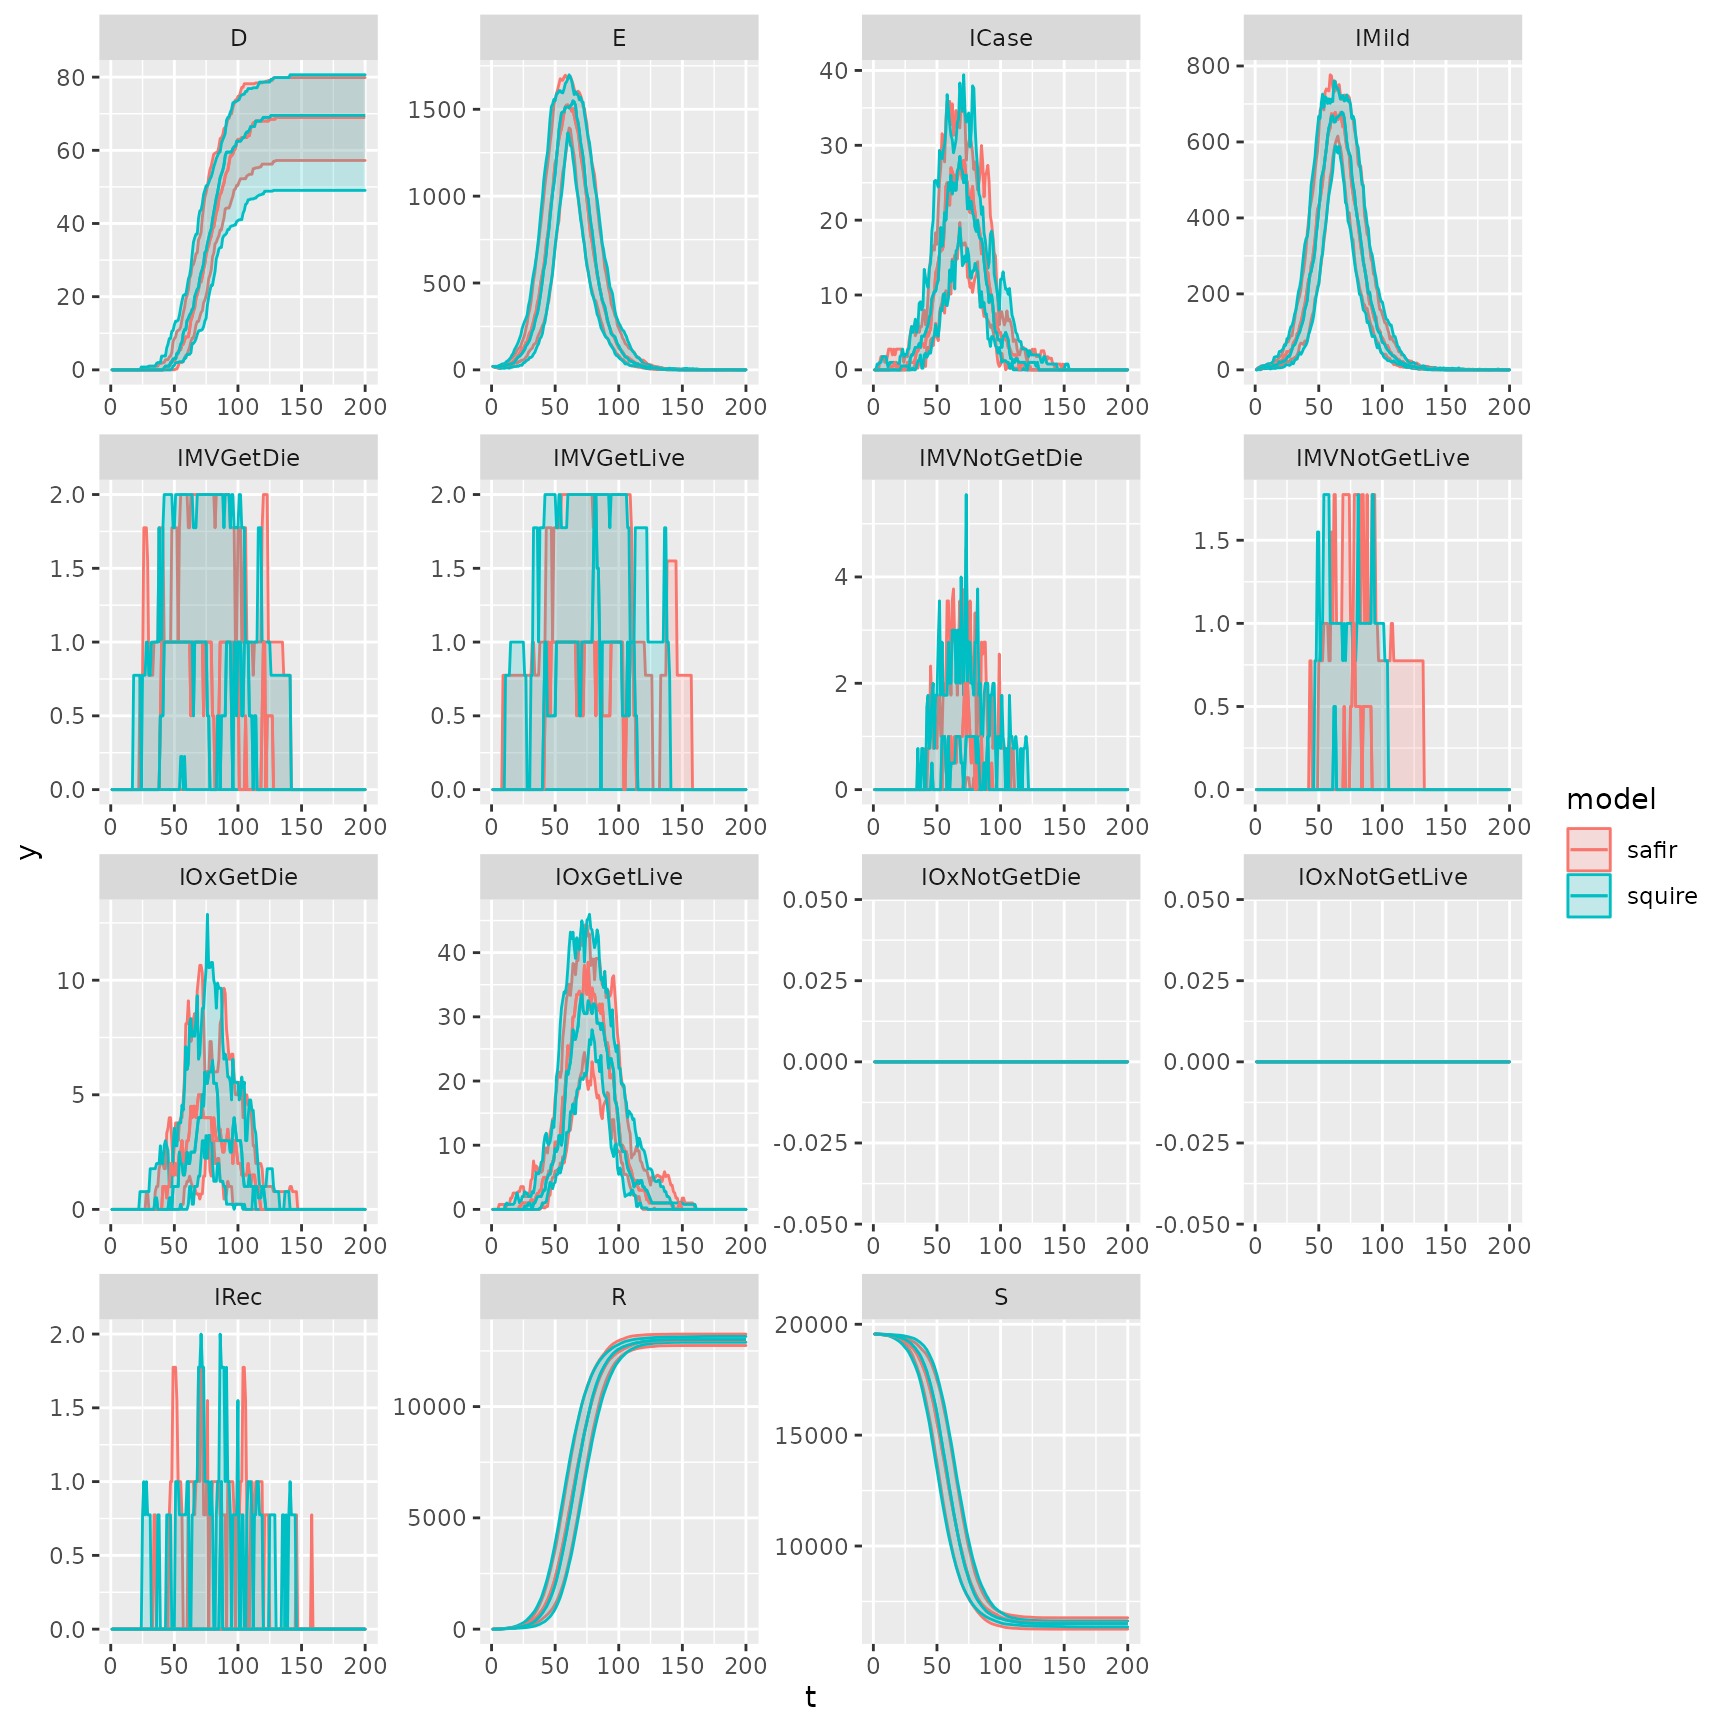 D E ICase IMild
80 60 40 20 0
1500 1000 500 0
40 30 20 10 0
800 600 400 200 0
0 50 100 150 200 0 50 100 150 200 0 50 100 150 200 0 50 100 150 200
IMVGetDie IMVGetLive IMVNotGetDie IMVNotGetLive
2.0 1.5 1.0 0.5 0.0
2.0 1.5 1.0 0.5 0.0
4 2 0
1.5 1.0 0.5 0.0
0 50 100 150 200 0 50 100 150 200 0 50 100 150 200 0 50 100 150 200
IOxGetDie IOxGetLive IOxNotGetDie IOxNotGetLive
10 5 0
40 30 20 10 0
0.050 0.025 0.000 -0.025 -0.050
0.050 0.025 0.000 -0.025 -0.050
0 50 100 150 200 0 50 100 150 200 0 50 100 150 200 0 50 100 150 200
IRec R S
2.0 1.5 1.0 0.5 0.0
10000 5000 0
20000 15000 10000
0 50 100 150 200 0 50 100 150 200 0 50 100 150 200
t
y
model
safir
squire